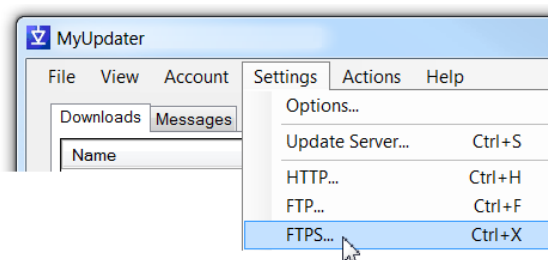 MyUpdater
File View Account Settings Actions Help
Downloads Messages
Name
Options...
Update Server... Ctrl+S
HTTP... Ctrl+H
FTP... Ctrl+F
FTPS... Ctrl+X